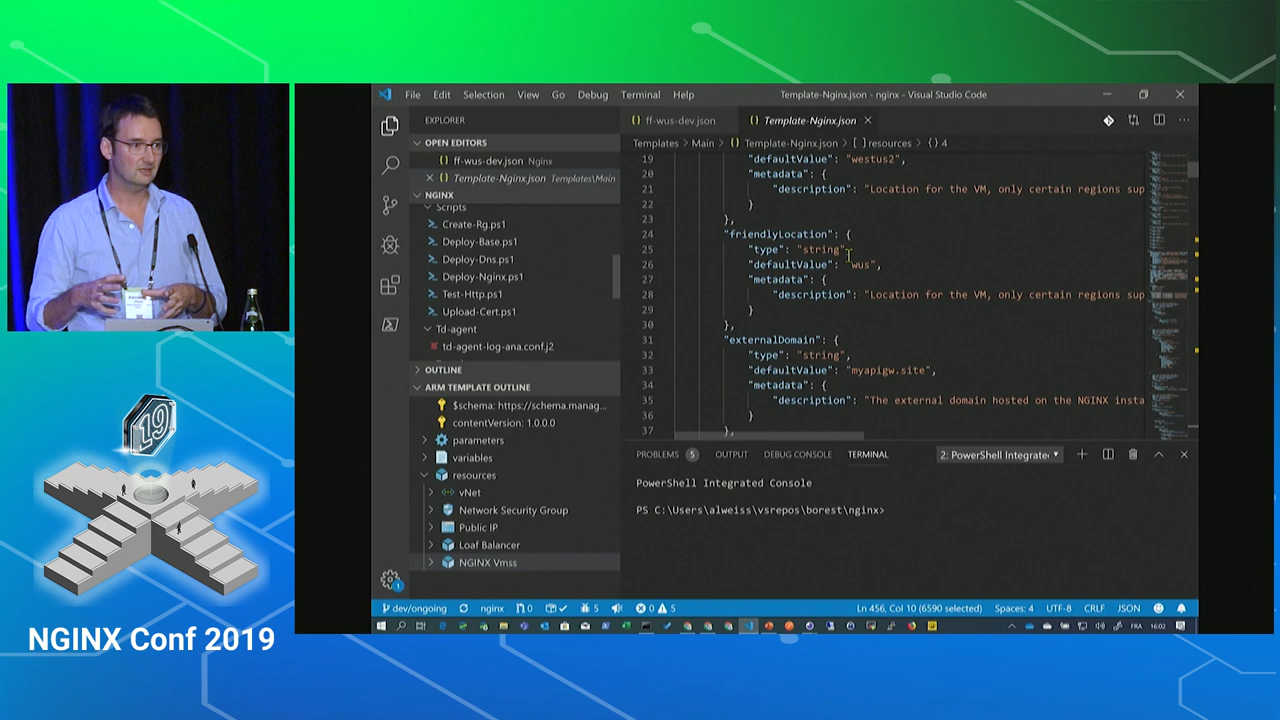 File Edit Selection View Go Debug Terminal Help
Template-Nginx.json - nginx - Visual Studio Code
EXPLORER
OPEN EDITORS
ff-wus-dev.json Nginx
Template-Nginx.json Templates\Main
NGINX
Scripts
Create-Rg.ps1
Deploy-Base.ps1
Deploy-Dns.ps1
Deploy-Nginx.ps1
Test-Http.ps1
Upload-Cert.ps1
Td-agent
td-agent-log-ana.conf.j2
OUTLINE
ARM TEMPLATE OUTLINE
$schema: https://schema.manag...
contentVersion: 1.0.0.0
parameters
variables
resources
vNet
Network Security Group
Public IP
Loaf Balancer
NGINX Vmss
ff-wus-dev.json
Template-Nginx.json
Templates > Main > Template-Nginx.json > [ ] resources > { } 4
19 "defaultValue": "westus2",
20 "metadata": {
21 "description": "Location for the VM, only certain regions sup
22 }
23 },
24 "friendlyLocation": {
25 "type": "string",
26 "defaultValue": "wus",
27 "metadata": {
28 "description": "Location for the VM, only certain regions sup
29 }
30 },
31 "externalDomain": {
32 "type": "string",
33 "defaultValue": "myapigw.site",
34 "metadata": {
35 "description": "The external domain hosted on the NGINX insta
36 }
37 },
PROBLEMS 5 OUTPUT DEBUG CONSOLE TERMINAL
2: PowerShell Integrate
PowerShell Integrated Console
PS C:\Users\alweiss\vsrepos\borest\nginx>
1
dev/ongoing nginx 0 5 0 5
Ln 456, Col 10 (6590 selected) Spaces: 4 UTF-8 CRLF JSON
FRA 16:02
19
NGINX Conf 2019